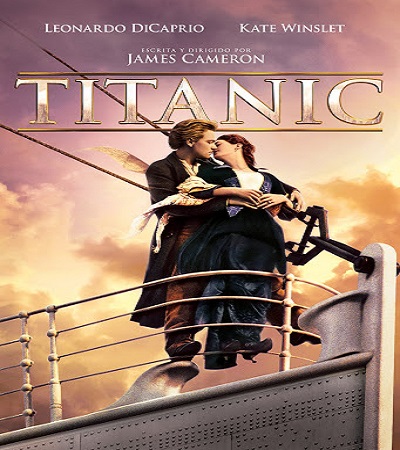 LEONARDO DICAPRIO KATE WINSLET
ESCRITA Y DIRIGIDO POR
JAMES CAMERON
TITANIC